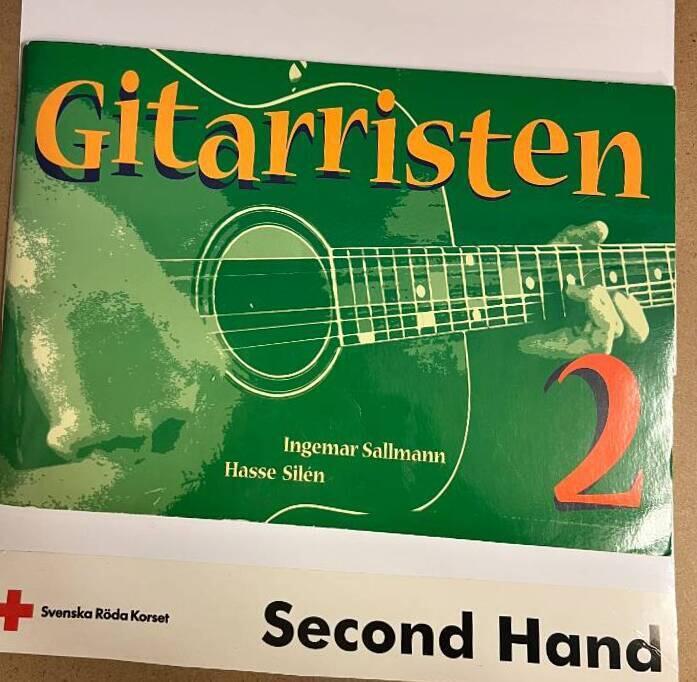 Gitarristen
2
Ingemar Sallmann
Hasse Silén
Svenska Röda Korset
Second Hand